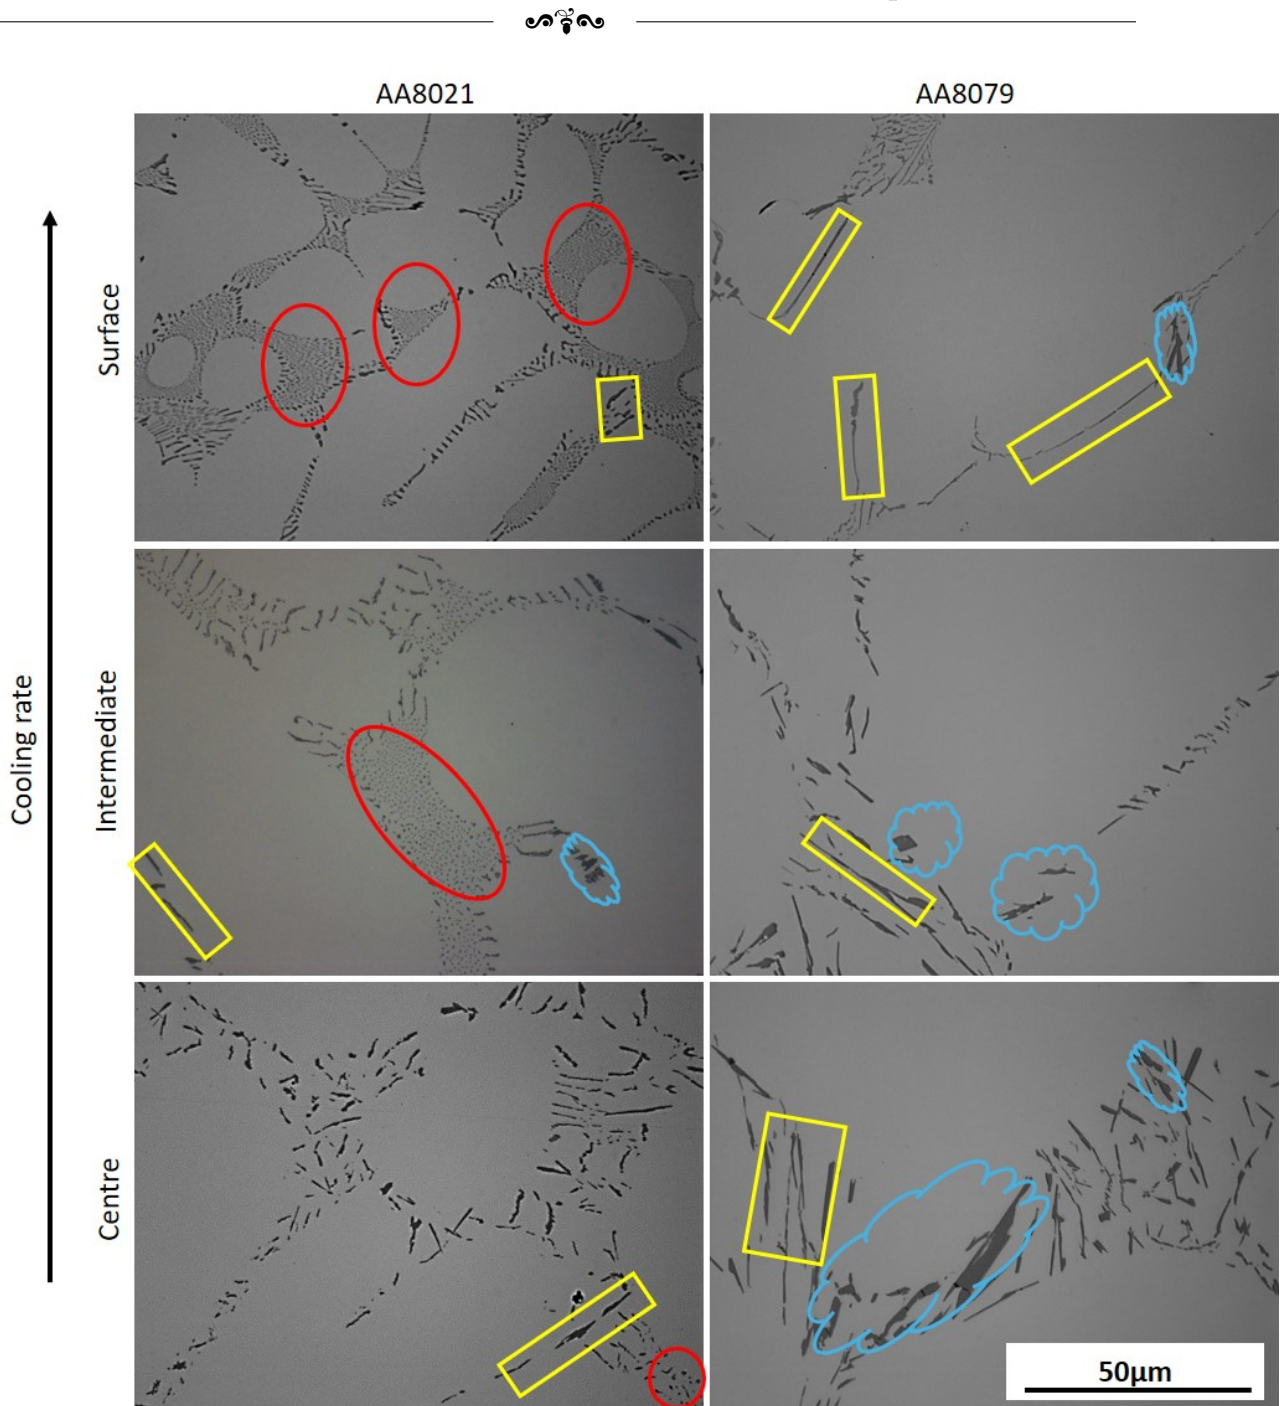 AA8021 AA8079
Surface
Intermediate
Cooling rate
Centre
50μm